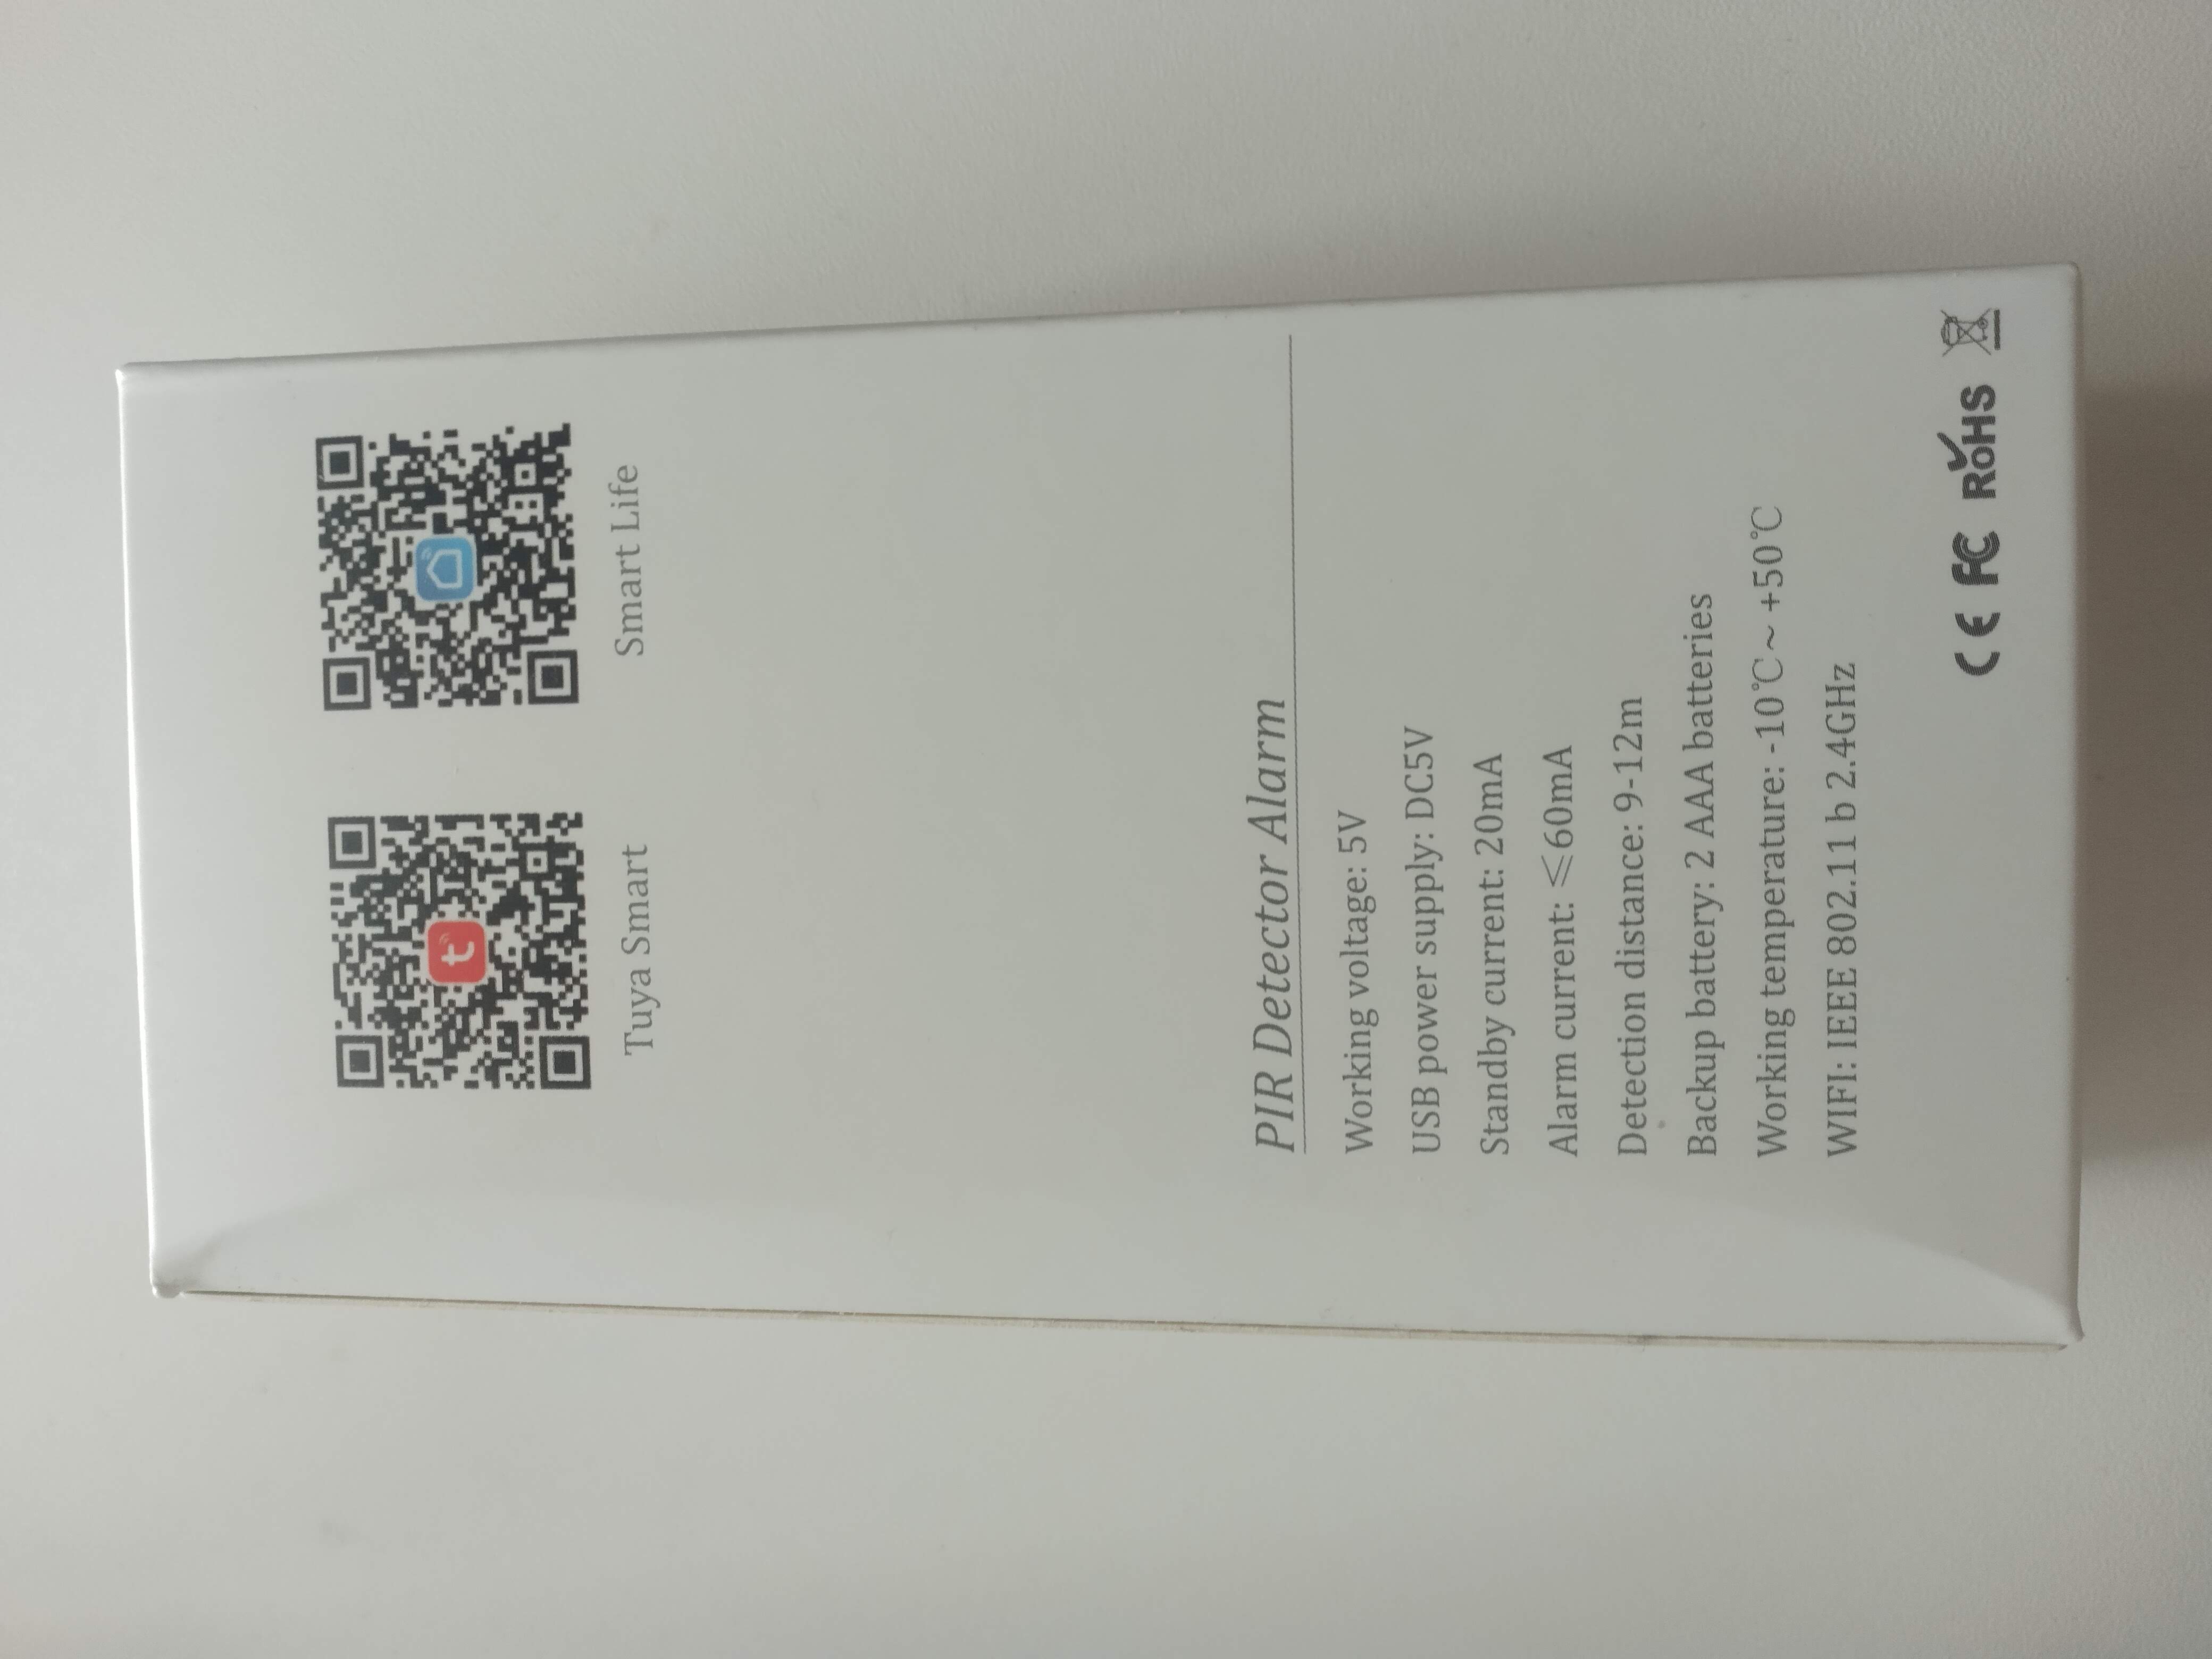 Tuya Smart
Smart Life
PIR Detector Alarm
Working voltage: 5V
USB power supply: DC5V
Standby current: 20mA
Alarm current: ≤60mA
Detection distance: 9-12m
Backup battery: 2 AAA batteries
Working temperature: -10℃~ +50℃
WIFI: IEEE 802.11 b 2.4GHz
CE FC RoHS